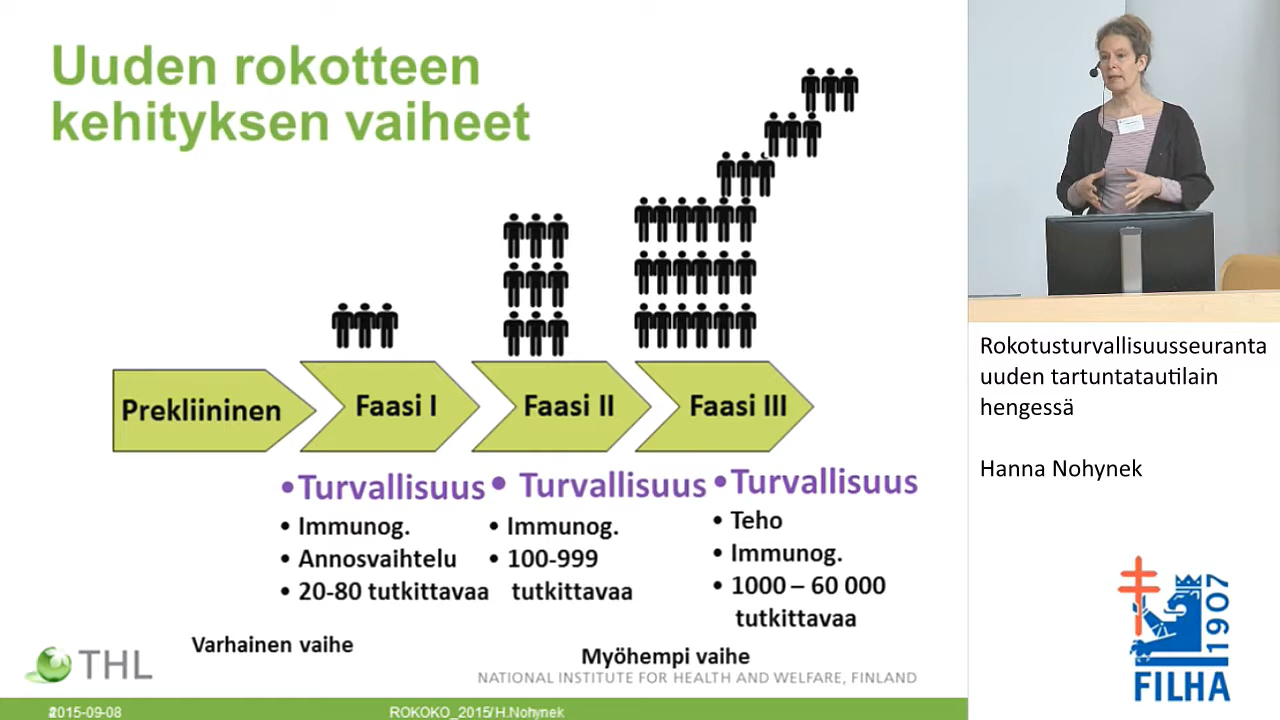 Uuden rokotteen
kehityksen vaiheet
Prekliininen
Faasi I
Faasi II
Faasi III
•Turvallisuus
• Immunog.
• Annosvaihtelu
• 20-80 tutkittavaa
• Turvallisuus
• Immunog.
• 100-999
tutkittavaa
•Turvallisuus
• Teho
• Immunog.
• 1000 – 60 000
tutkittavaa
Varhainen vaihe
Myöhempi vaihe
THL
NATIONAL INSTITUTE FOR HEALTH AND WELFARE, FINLAND
2015-09-08
ROKOKO_2015/H.Nohynek
Rokotusturvallisuusseuranta
uuden tartuntatautilain
hengessä
Hanna Nohynek
1907
FILHA